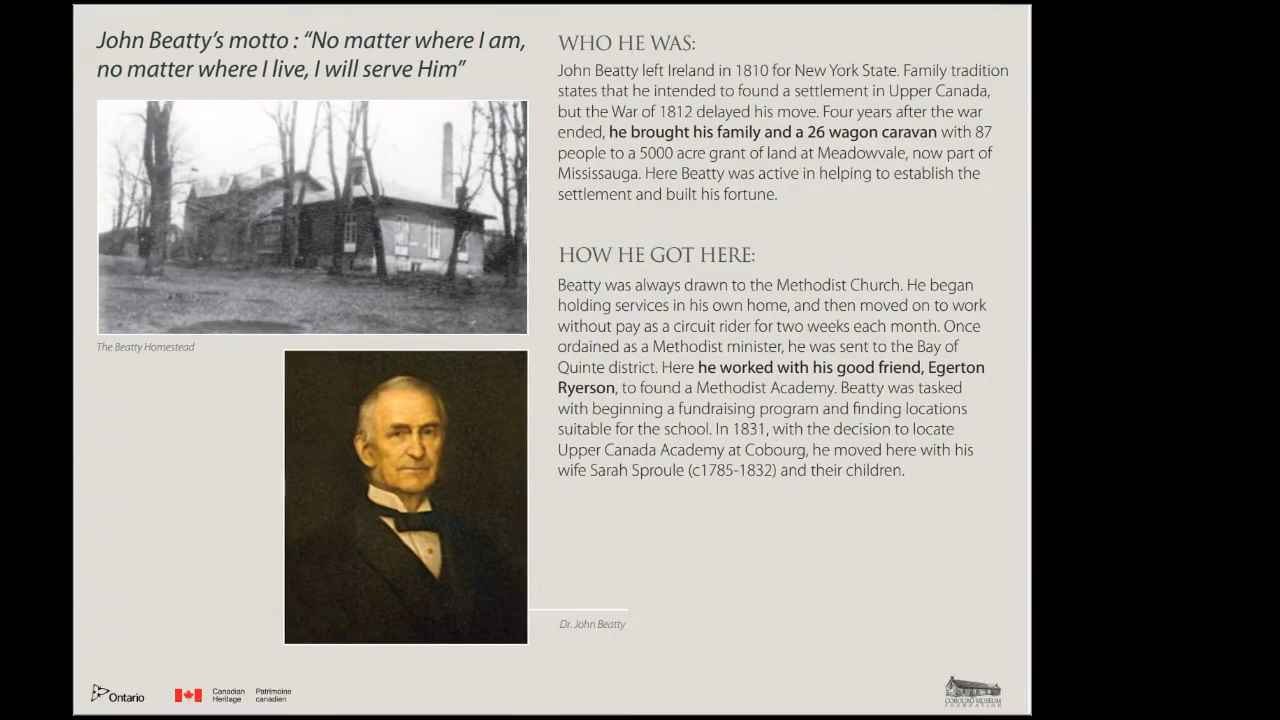 John Beatty’s motto : “No matter where I am,
no matter where I live, I will serve Him”
The Beatty Homestead
Dr. John Beatty
WHO HE WAS:
John Beatty left Ireland in 1810 for New York State. Family tradition
states that he intended to found a settlement in Upper Canada,
but the War of 1812 delayed his move. Four years after the war
ended, he brought his family and a 26 wagon caravan with 87
people to a 5000 acre grant of land at Meadowvale, now part of
Mississauga. Here Beatty was active in helping to establish the
settlement and built his fortune.
HOW HE GOT HERE:
Beatty was always drawn to the Methodist Church. He began
holding services in his own home, and then moved on to work
without pay as a circuit rider for two weeks each month. Once
ordained as a Methodist minister, he was sent to the Bay of
Quinte district. Here he worked with his good friend, Egerton
Ryerson, to found a Methodist Academy. Beatty was tasked
with beginning a fundraising program and finding locations
suitable for the school. In 1831, with the decision to locate
Upper Canada Academy at Cobourg, he moved here with his
wife Sarah Sproule (c1785-1832) and their children.
Ontario
Canadian
Heritage
Patrimoine
canadien
COBOURG MUSEUM
FOUNDATION